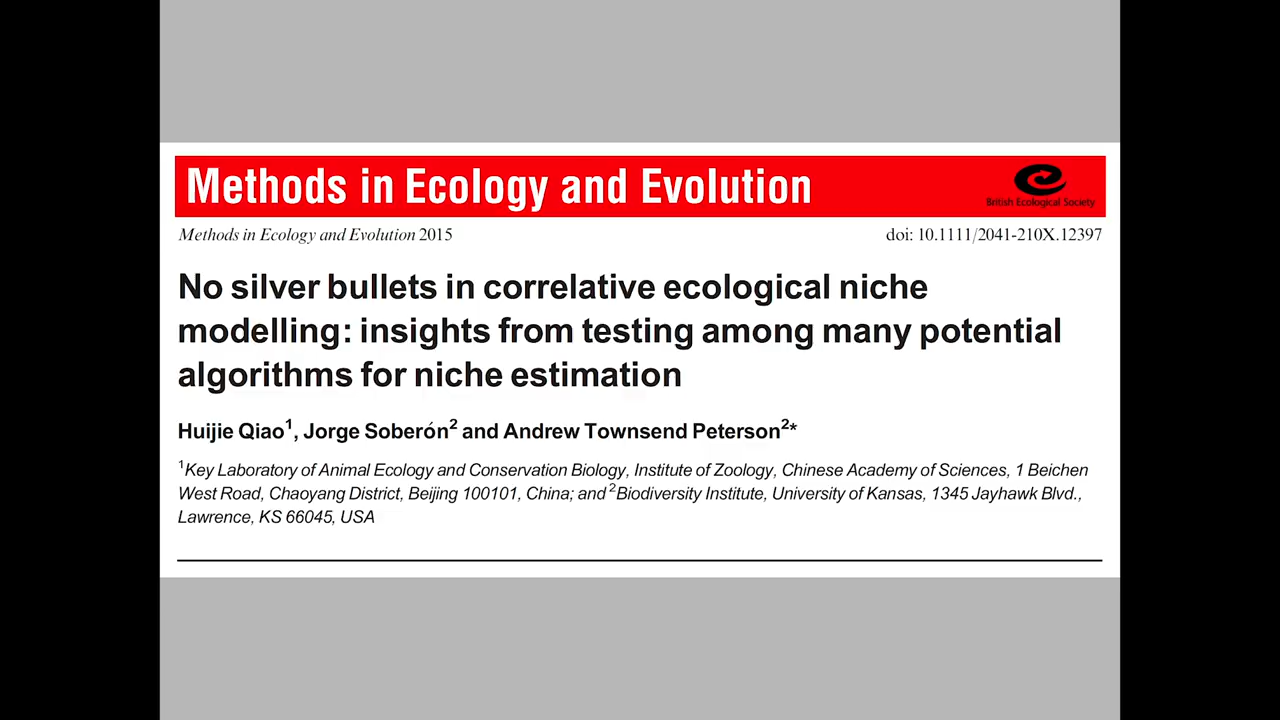 Methods in Ecology and Evolution
British Ecological Society
Methods in Ecology and Evolution 2015
doi: 10.1111/2041-210X.12397
No silver bullets in correlative ecological niche
modelling: insights from testing among many potential
algorithms for niche estimation
Huijie Qiao1, Jorge Soberón2 and Andrew Townsend Peterson2*
1Key Laboratory of Animal Ecology and Conservation Biology, Institute of Zoology, Chinese Academy of Sciences, 1 Beichen
West Road, Chaoyang District, Beijing 100101, China; and 2Biodiversity Institute, University of Kansas, 1345 Jayhawk Blvd.,
Lawrence, KS 66045, USA